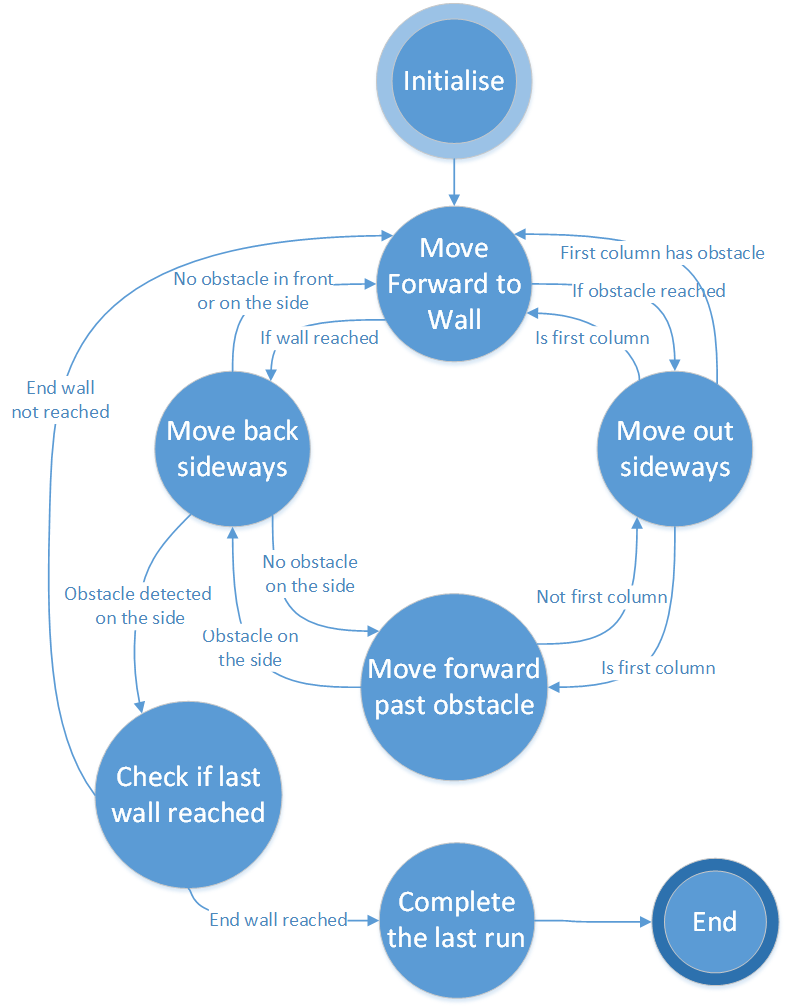 Initialise
Move
Forward to
Wall
First column has obstacle
No obstacle in front
or on the side
If obstacle reached
If wall reached
Is first column
End wall
not reached
Move back
sideways
Move out
sideways
No obstacle
on the side
Obstacle detected
on the side
Not first column
Obstacle on
the side
Is first column
Move forward
past obstacle
Check if last
wall reached
End wall reached
Complete
the last run
End